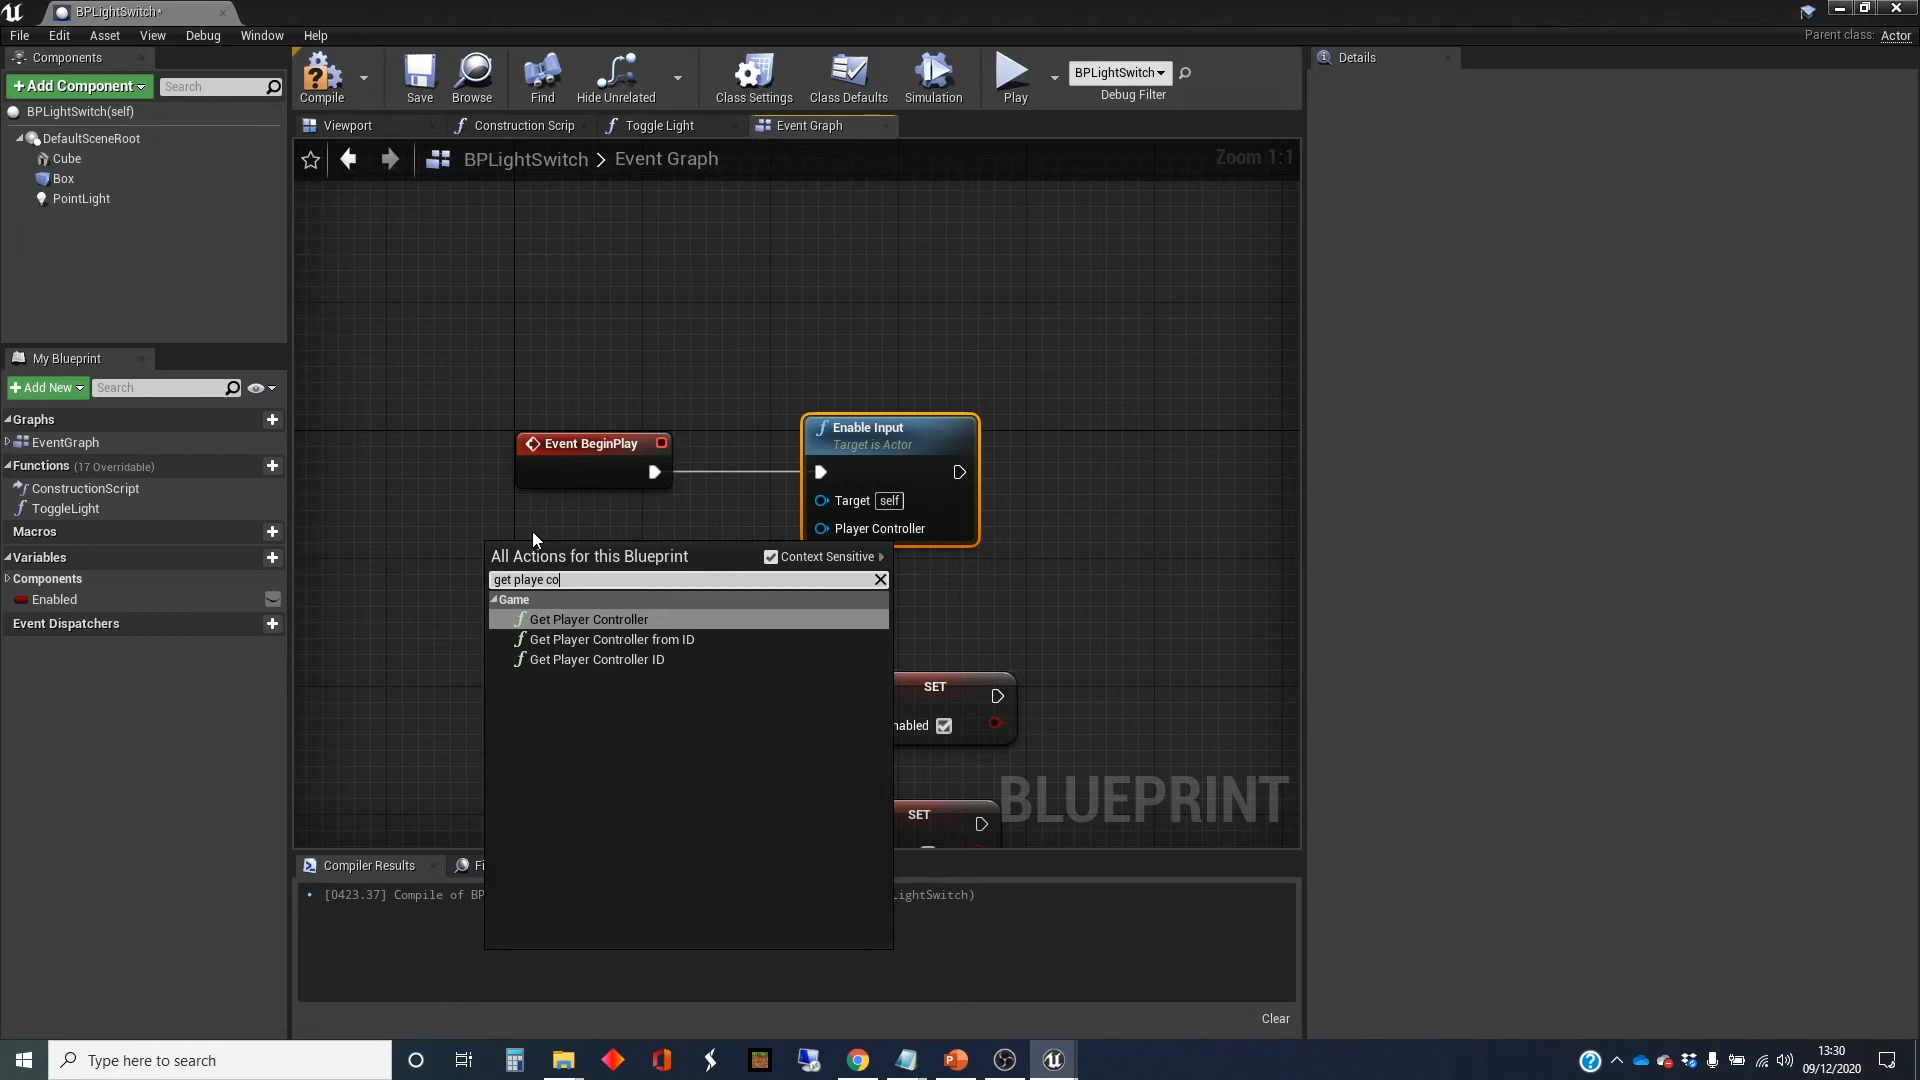 BPLightSwitch*
File Edit Asset View Debug Window Help
Parent class: Actor
Components
+Add Component
Search
BPLightSwitch(self)
DefaultSceneRoot
Cube
Box
PointLight
My Blueprint
+Add New
Search
Graphs
EventGraph
Functions (17 Overridable)
ConstructionScript
ToggleLight
Macros
Variables
Components
Enabled
Event Dispatchers
Compile
Save
Browse
Find
Hide Unrelated
Class Settings
Class Defaults
Simulation
Play
BPLightSwitch
Debug Filter
Viewport
Construction Scrip
Toggle Light
Event Graph
BPLightSwitch > Event Graph
Zoom 1:1
Event BeginPlay
Enable Input
Target is Actor
Target self
Player Controller
All Actions for this Blueprint
Context Sensitive
get playe co
Game
Get Player Controller
Get Player Controller from ID
Get Player Controller ID
SET
nabled
SET
BLUEPRINT
Compiler Results
Fi
[0423.37] Compile of BP
LightSwitch)
Clear
Details
Type here to search
13:30
09/12/2020